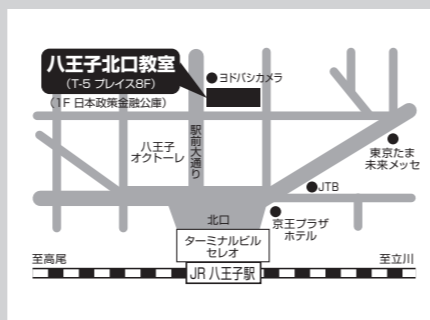 八王子北口教室
（T-5 プレイス8F）
（1F 日本政策金融公庫）
ヨドバシカメラ
駅前大通り
八王子
オクトーレ
東京たま
未来メッセ
JTB
京王プラザ
ホテル
北口
ターミナルビル
セレオ
至高尾
至立川
JR 八王子駅